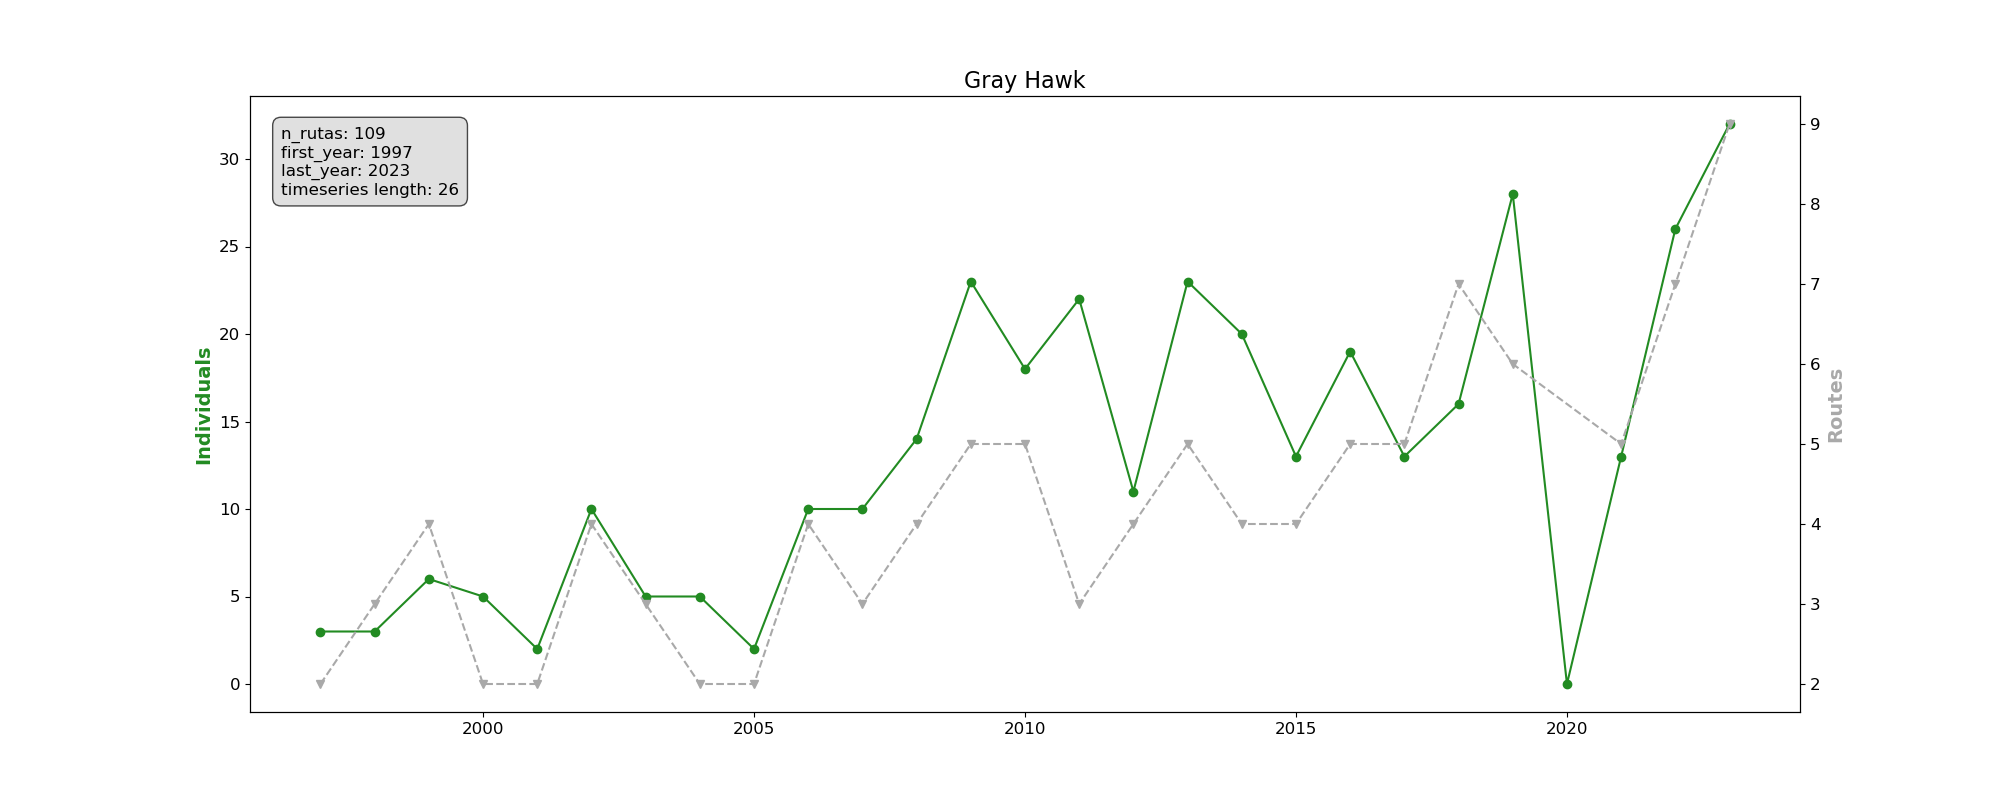 Gray Hawk
n_rutas: 109
first_year: 1997
last_year: 2023
timeseries length: 26
Individuals
30
25
20
15
10
5
0
Routes
9
8
7
6
5
4
3
2
2000 2005 2010 2015 2020